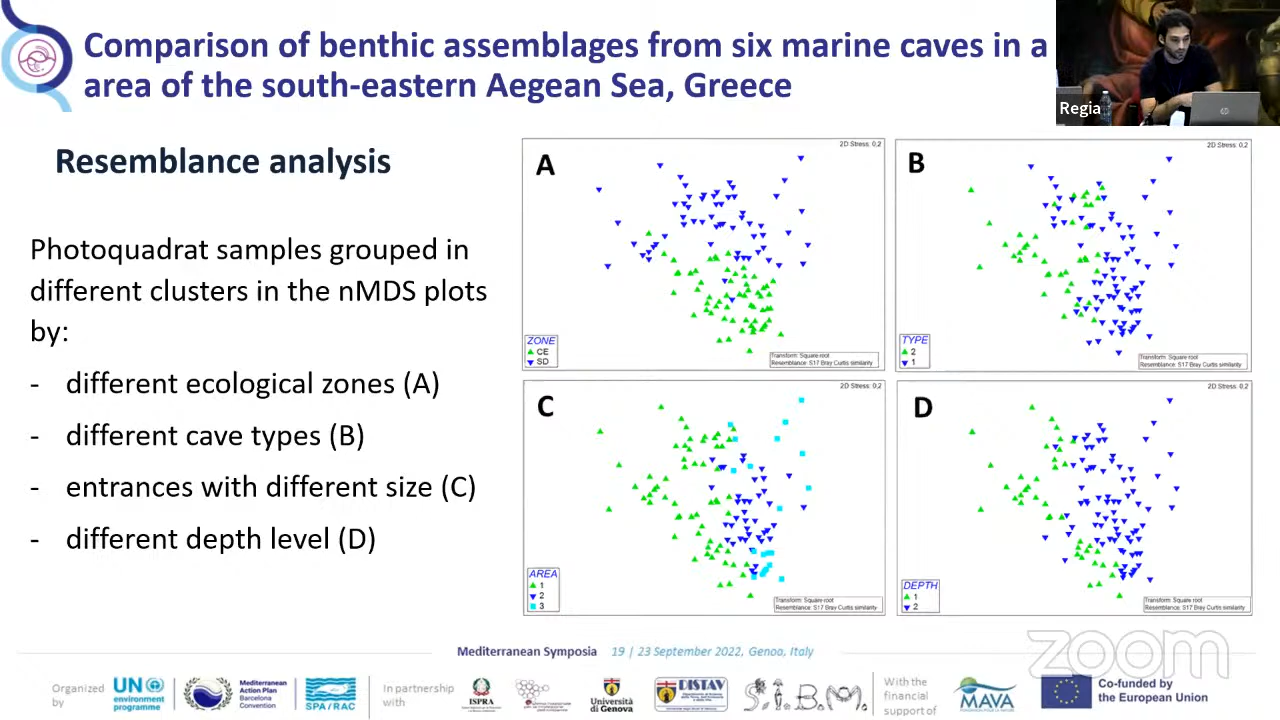 Comparison of benthic assemblages from six marine caves in a
area of the south-eastern Aegean Sea, Greece
Regia
Resemblance analysis
Photoquadrat samples grouped in
different clusters in the nMDS plots
by:
- different ecological zones (A)
- different cave types (B)
- entrances with different size (C)
- different depth level (D)
A
2D Stress: 0,2
ZONE
CE
SD
Transform: Square root
Resemblance: S17 Bray Curtis similarity
B
2D Stress: 0,2
TYPE
2
1
Transform: Square root
Resemblance: S17 Bray Curtis similarity
C
2D Stress: 0,2
AREA
1
2
3
Transform: Square root
Resemblance: S17 Bray Curtis similarity
D
2D Stress: 0,2
DEPTH
1
2
Transform: Square root
Resemblance: S17 Bray Curtis similarity
Mediterranean Symposia 19 | 23 September 2022, Genoo, Italy
zoom
Organized
by
UN
environment
programme
Mediterranean
Action Plan
Barcelona
Convention
SPA/RAC
In partnership
with
ISPRA
Università
di Genova
DISTAV
S.I.B.M.
With the
financial
support of
MAVA
Co-funded by
the European Union